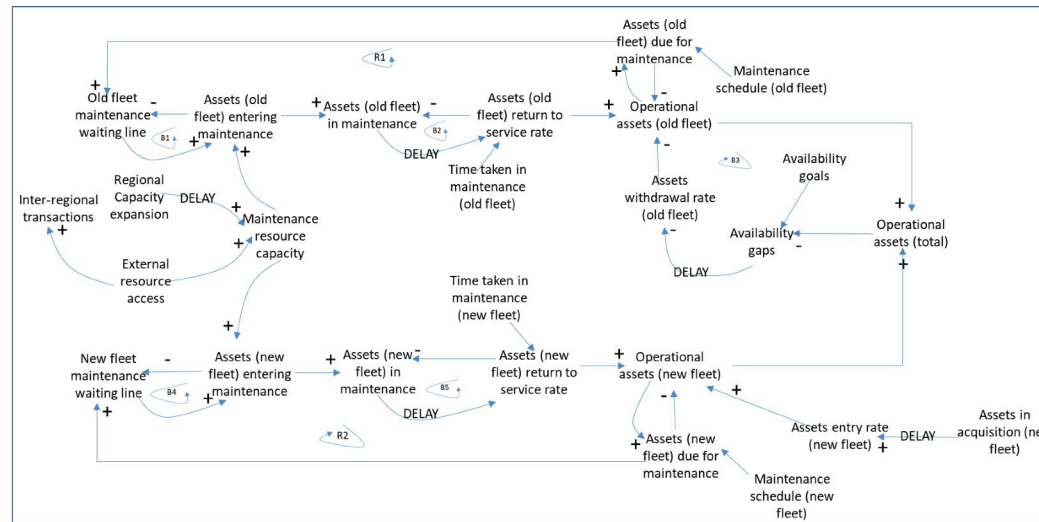 Assets (old
fleet) due for
maintenance
R1
+
+
-
Maintenance
schedule (old fleet)
Old fleet
maintenance
waiting line
-
Assets (old
fleet) entering
maintenance
+
Assets (old fleet)
in maintenance
-
Assets (old
fleet) return to
service rate
+
Operational
assets (old fleet)
B1
+
+
B2
DELAY
-
B3
Time taken in
maintenance
(old fleet)
Assets
withdrawal rate
(old fleet)
Availability
goals
Inter-regional
transactions
+
Regional
Capacity
expansion
DELAY
+
+
Maintenance
resource
capacity
-
DELAY
Availability
gaps
-
+
Operational
assets (total)
+
External
resource
access
Time taken in
maintenance
(new fleet)
+
New fleet
maintenance
waiting line
-
Assets (new
fleet) entering
maintenance
+
Assets (new
fleet) in
maintenance
-
Assets (new
fleet) return to
service rate
+
Operational
assets (new fleet)
B4
+
+
B5
DELAY
-
+
R2
+
Assets (new
fleet) due for
maintenance
Assets entry rate
(new fleet)
+
DELAY
Assets in
acquisition (ne
fleet)
Maintenance
schedule (new
fleet)